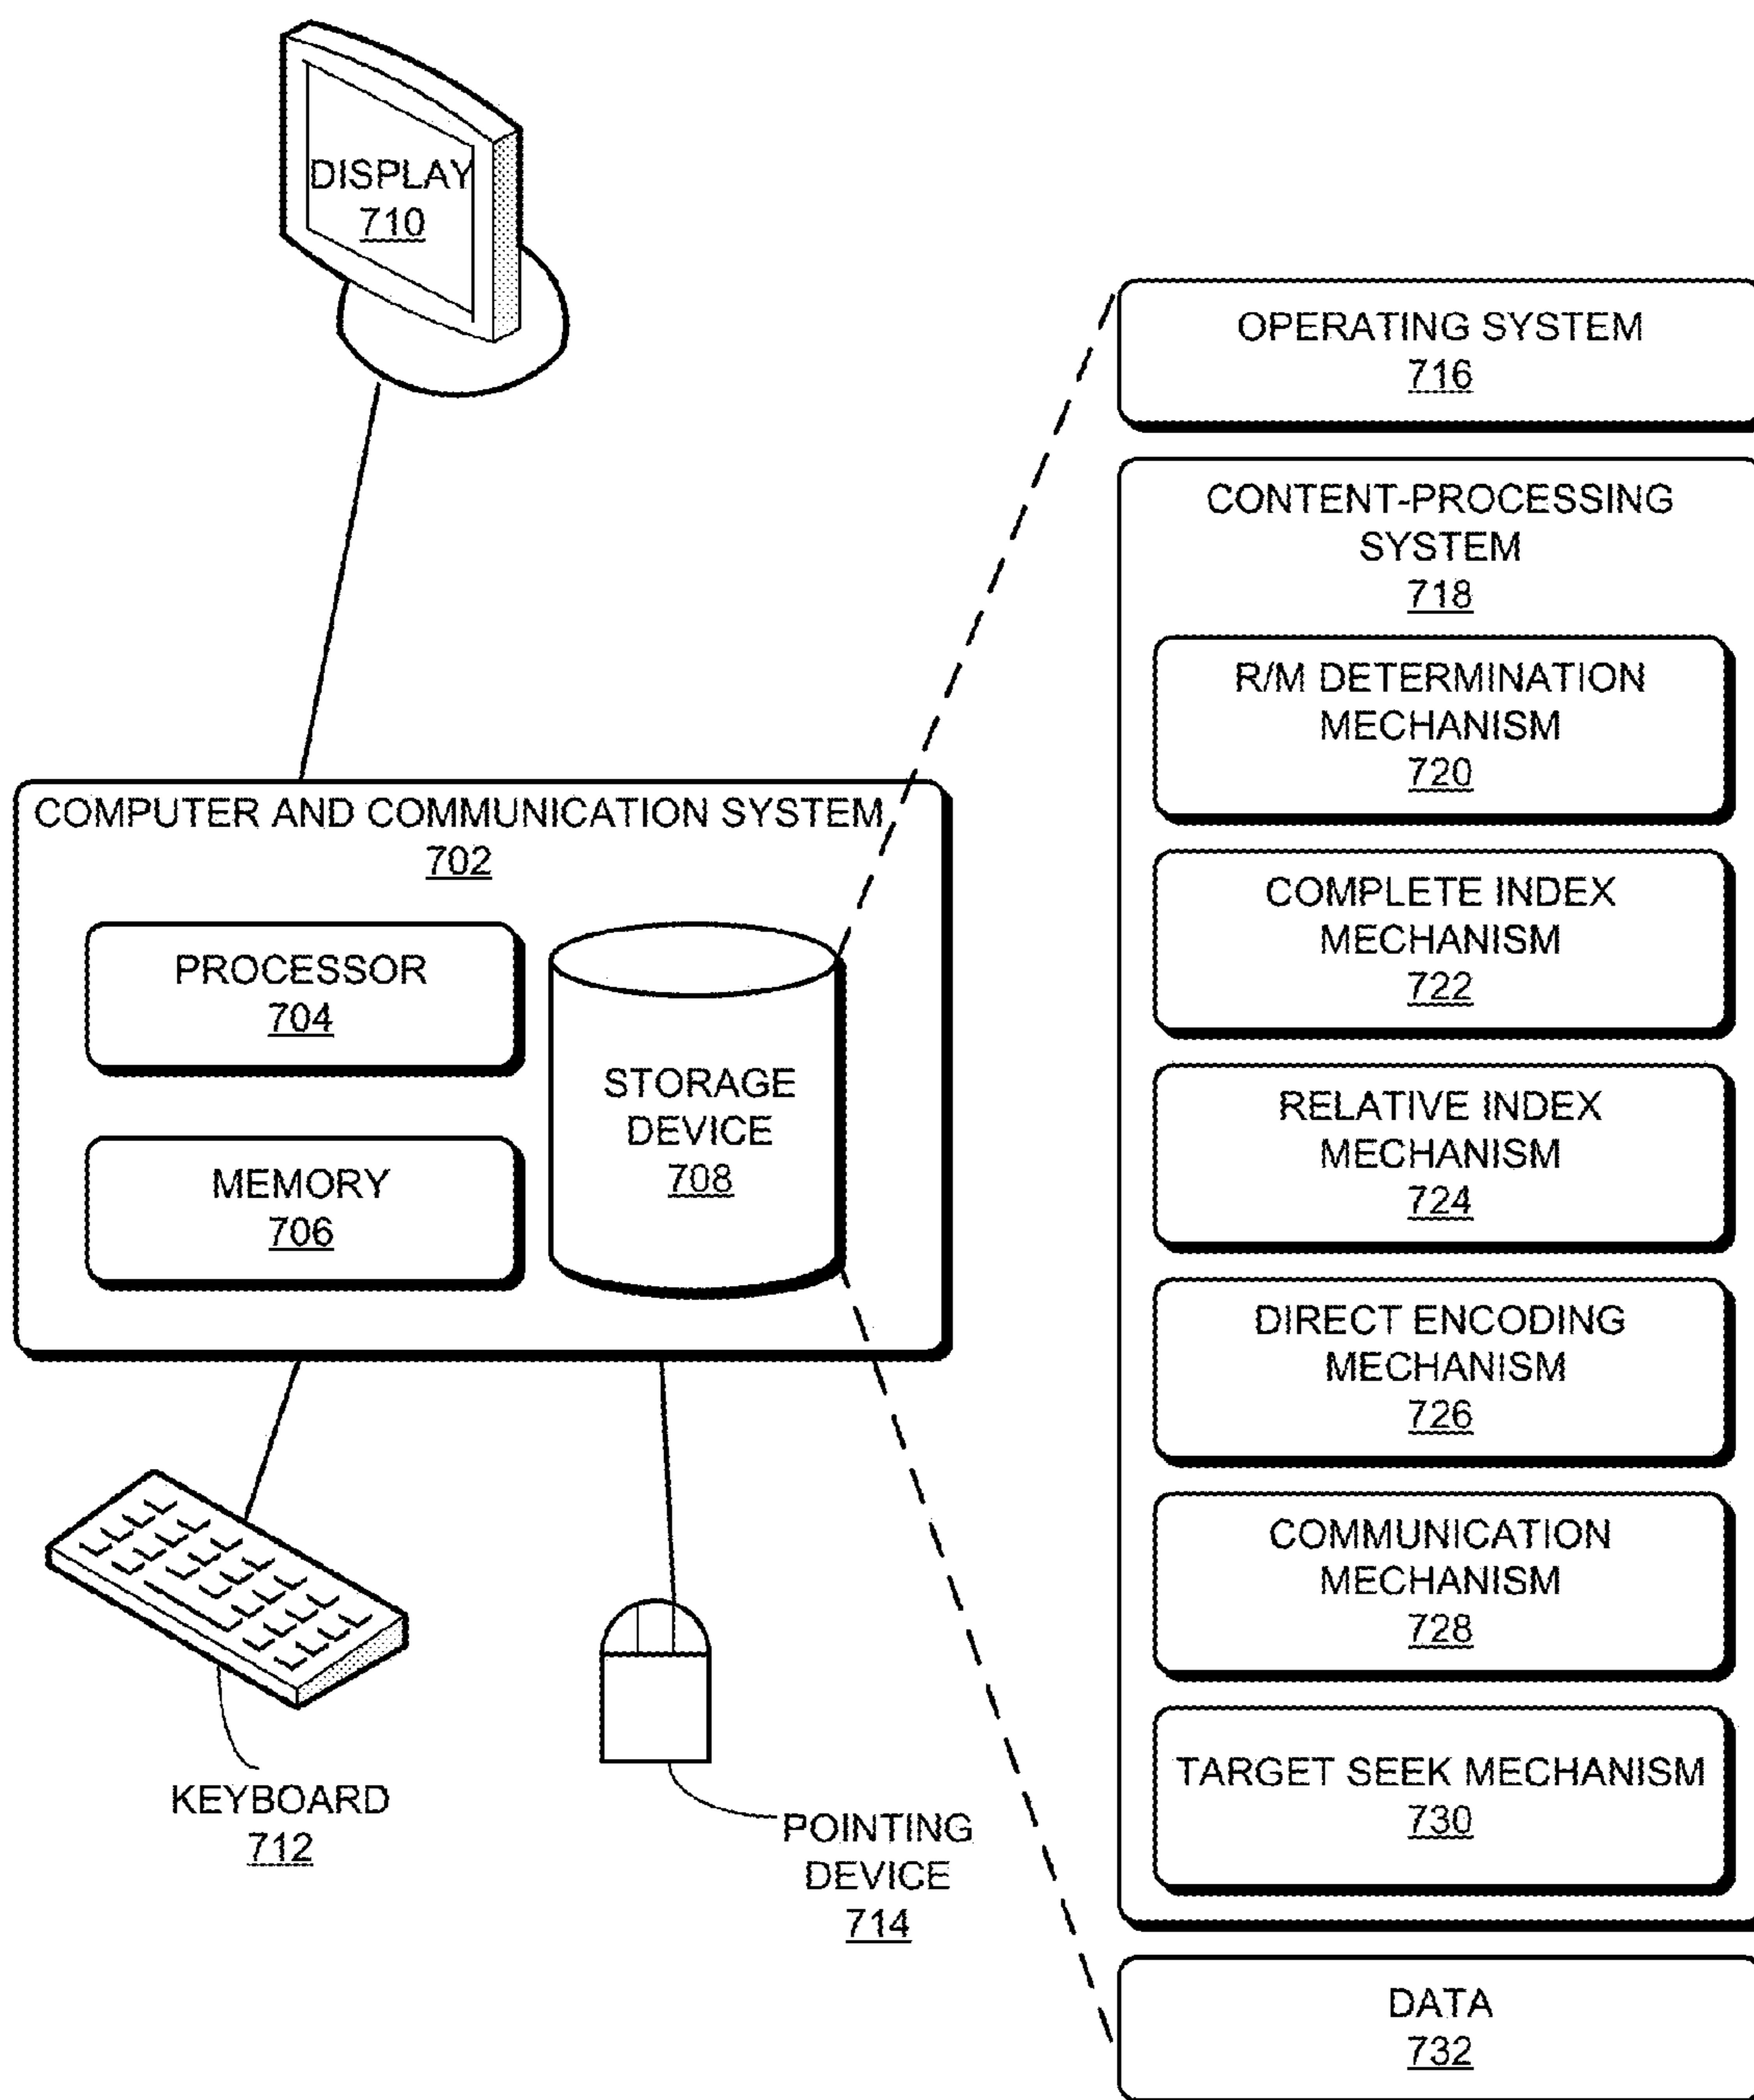 DISPLAY
710
COMPUTER AND COMMUNICATION SYSTEM
702
PROCESSOR
704
MEMORY
706
STORAGE
DEVICE
708
KEYBOARD
712
POINTING
DEVICE
714
OPERATING SYSTEM
716
CONTENT-PROCESSING
SYSTEM
718
R/M DETERMINATION
MECHANISM
720
COMPLETE INDEX
MECHANISM
722
RELATIVE INDEX
MECHANISM
724
DIRECT ENCODING
MECHANISM
726
COMMUNICATION
MECHANISM
728
TARGET SEEK MECHANISM
730
DATA
732